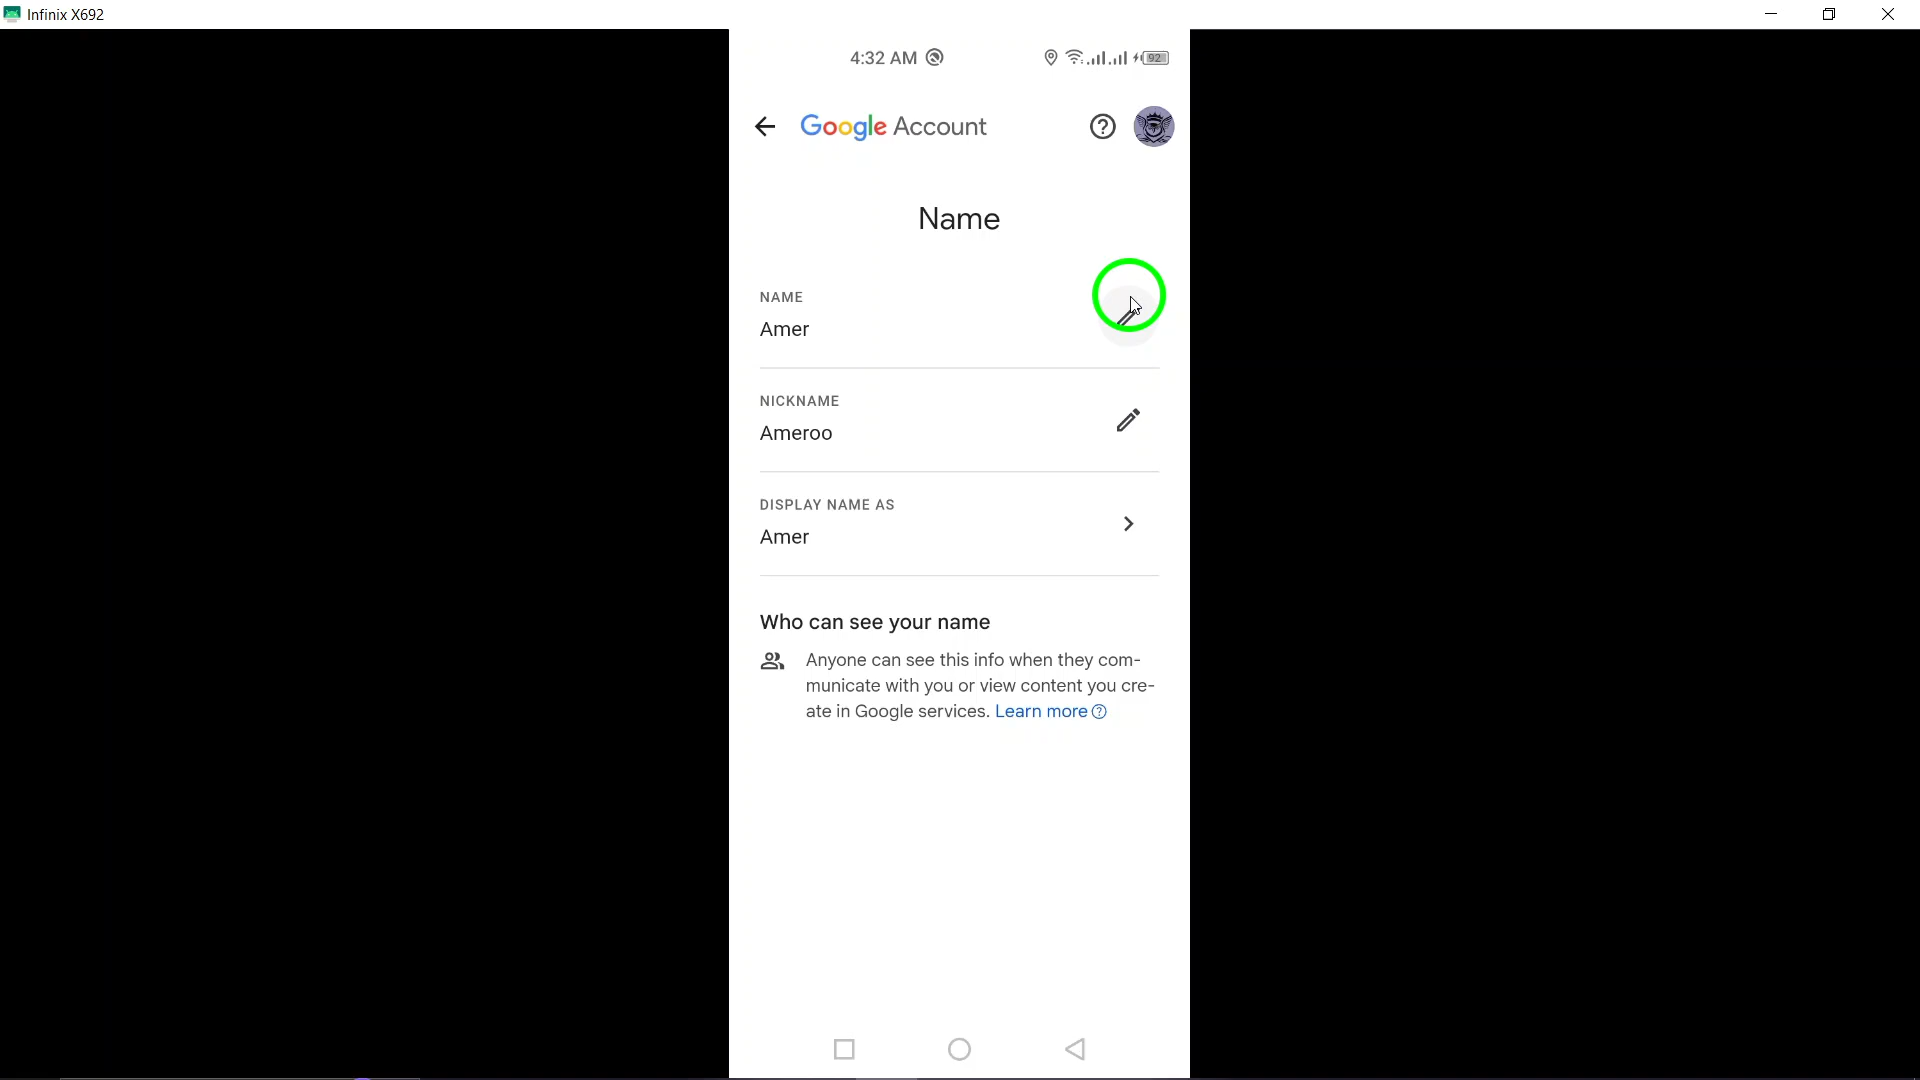 Infinix X692
4:32 AM
92
Google Account
Name
NAME
Amer
NICKNAME
Ameroo
DISPLAY NAME AS
Amer
Who can see your name
Anyone can see this info when they com-
municate with you or view content you cre-
ate in Google services. Learn more